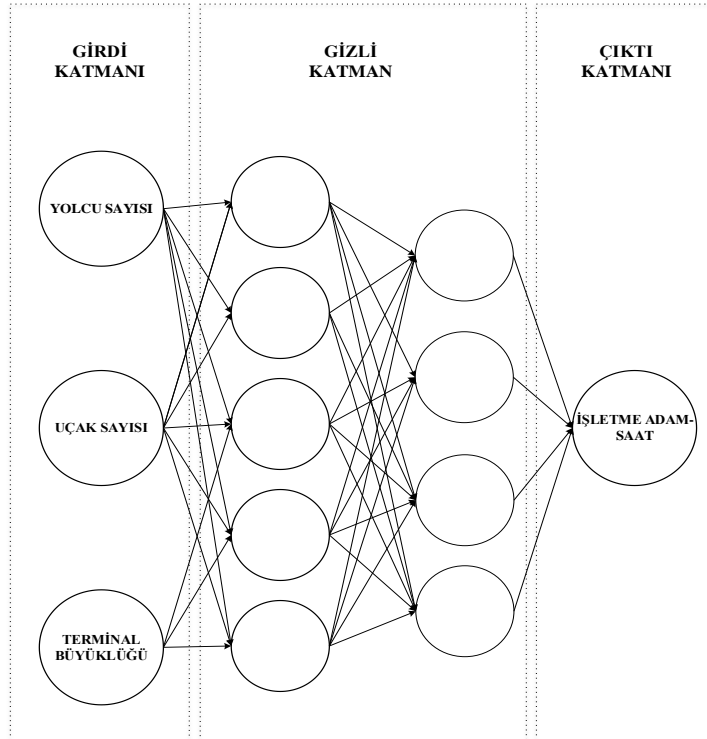 GİRDİ
KATMANI
GİZLİ
KATMAN
ÇIKTI
KATMANI
YOLCU SAYISI
UÇAK SAYISI
TERMİNAL
BÜYÜKLÜĞÜ
İŞLETME ADAM-
SAAT